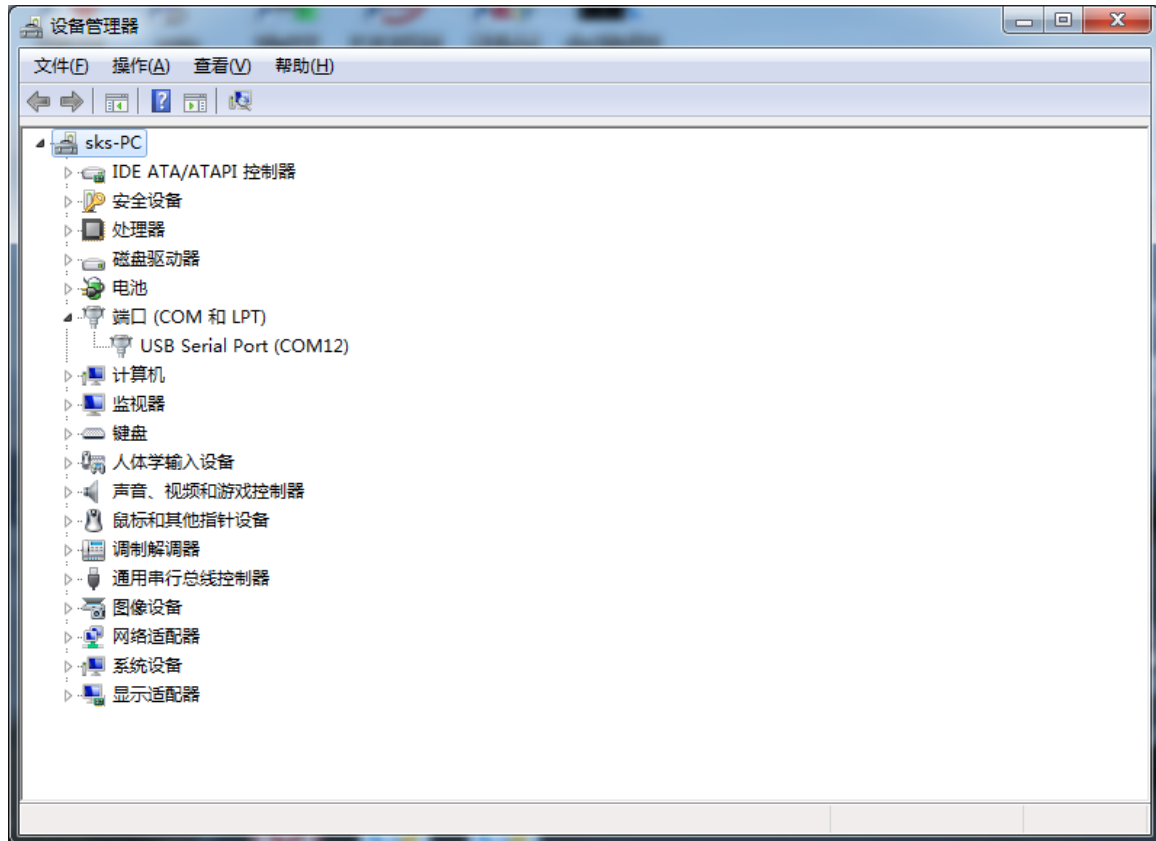 设备管理器
文件(F) 操作(A) 查看(V) 帮助(H)
sks-PC
IDE ATA/ATAPI 控制器
安全设备
处理器
磁盘驱动器
电池
端口 (COM 和 LPT)
USB Serial Port (COM12)
计算机
监视器
键盘
人体学输入设备
声音、视频和游戏控制器
鼠标和其他指针设备
调制解调器
通用串行总线控制器
图像设备
网络适配器
系统设备
显示适配器